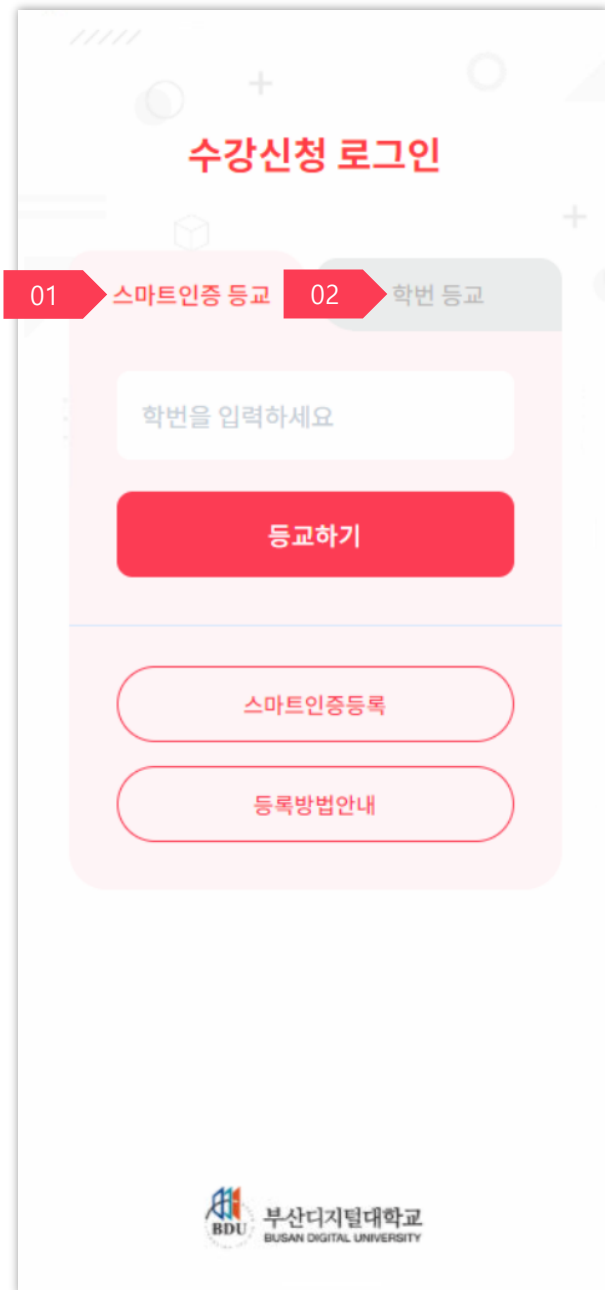 수강신청 로그인
01 스마트인증 등교 02 학번 등교
학번을 입력하세요
등교하기
스마트인증등록
등록방법안내
BDU 부산디지털대학교
BUSAN DIGITAL UNIVERSITY